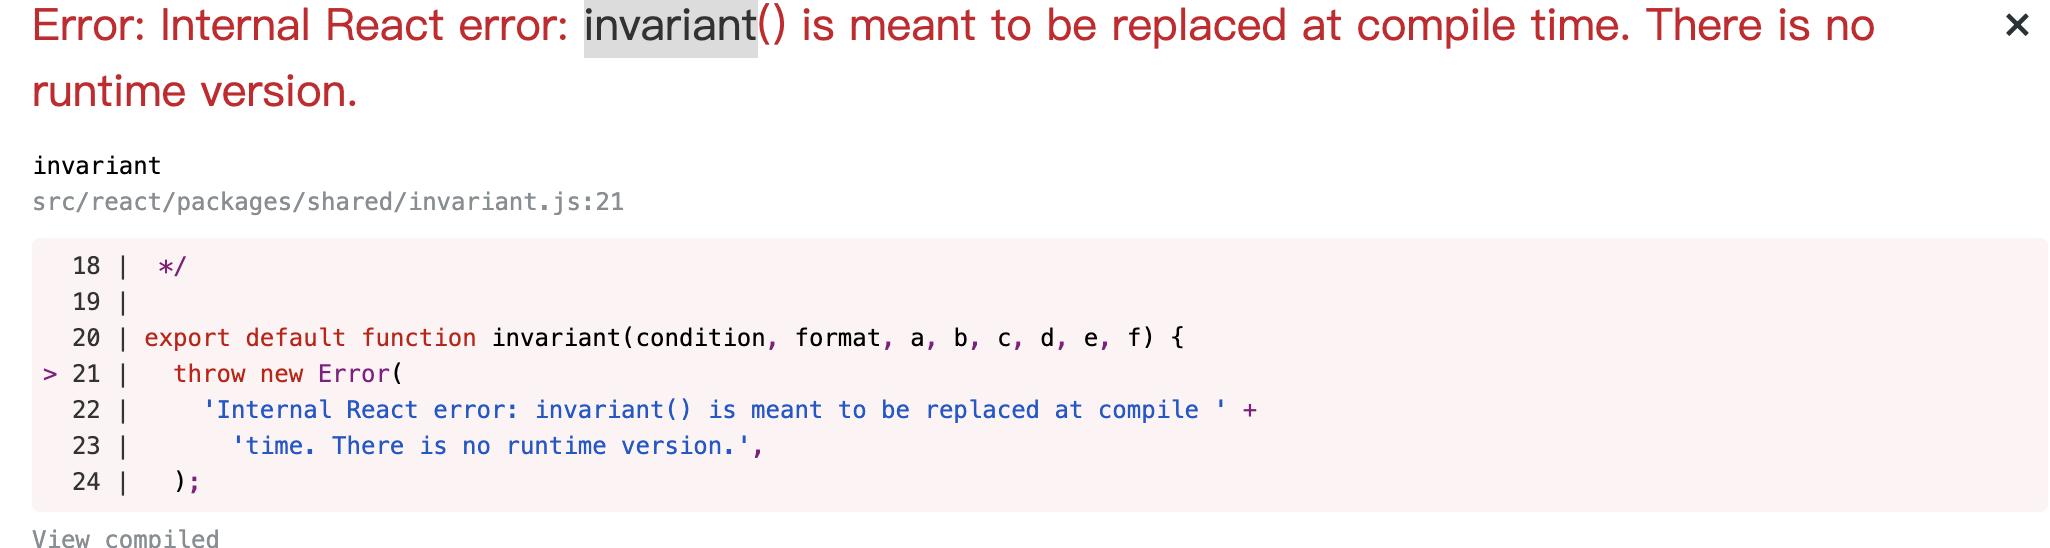 Error: Internal React error: invariant() is meant to be replaced at compile time. There is no ×
runtime version.
invariant
src/react/packages/shared/invariant.js:21
18 |  */
19 |
20 | export default function invariant(condition, format, a, b, c, d, e, f) {
> 21 |   throw new Error(
22 |     'Internal React error: invariant() is meant to be replaced at compile ' +
23 |       'time. There is no runtime version.',
24 |   );
View compiled